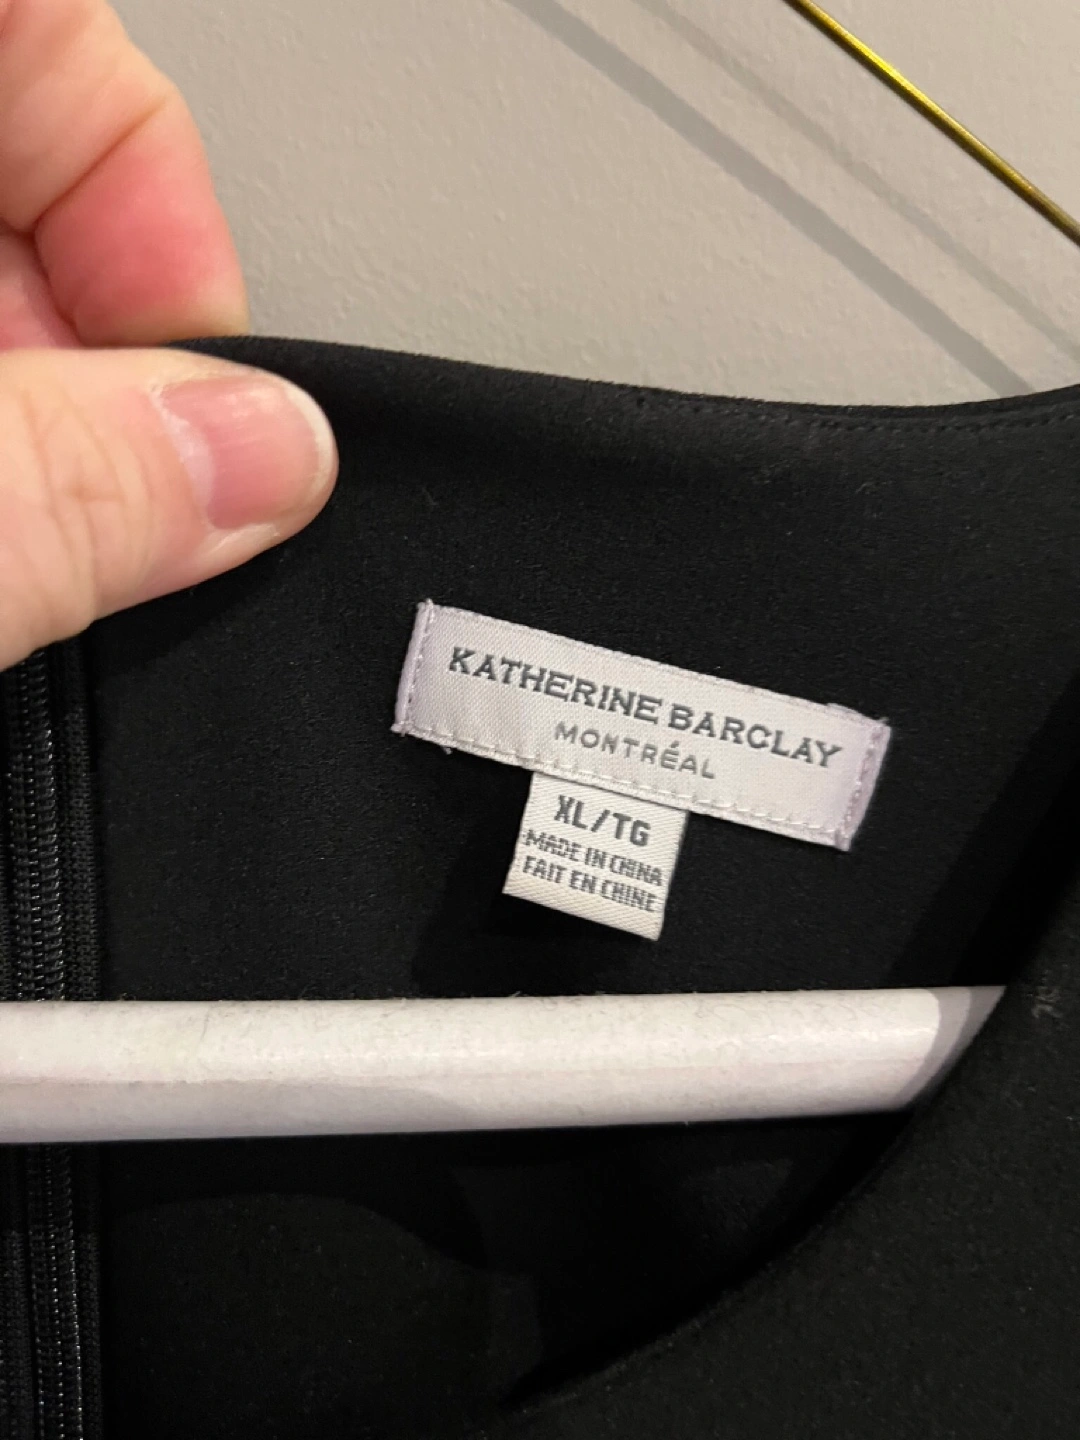 KATHERINE BARCLAY
MONTRÉAL
XL/TG
MADE IN CHINA
FAIT EN CHINE